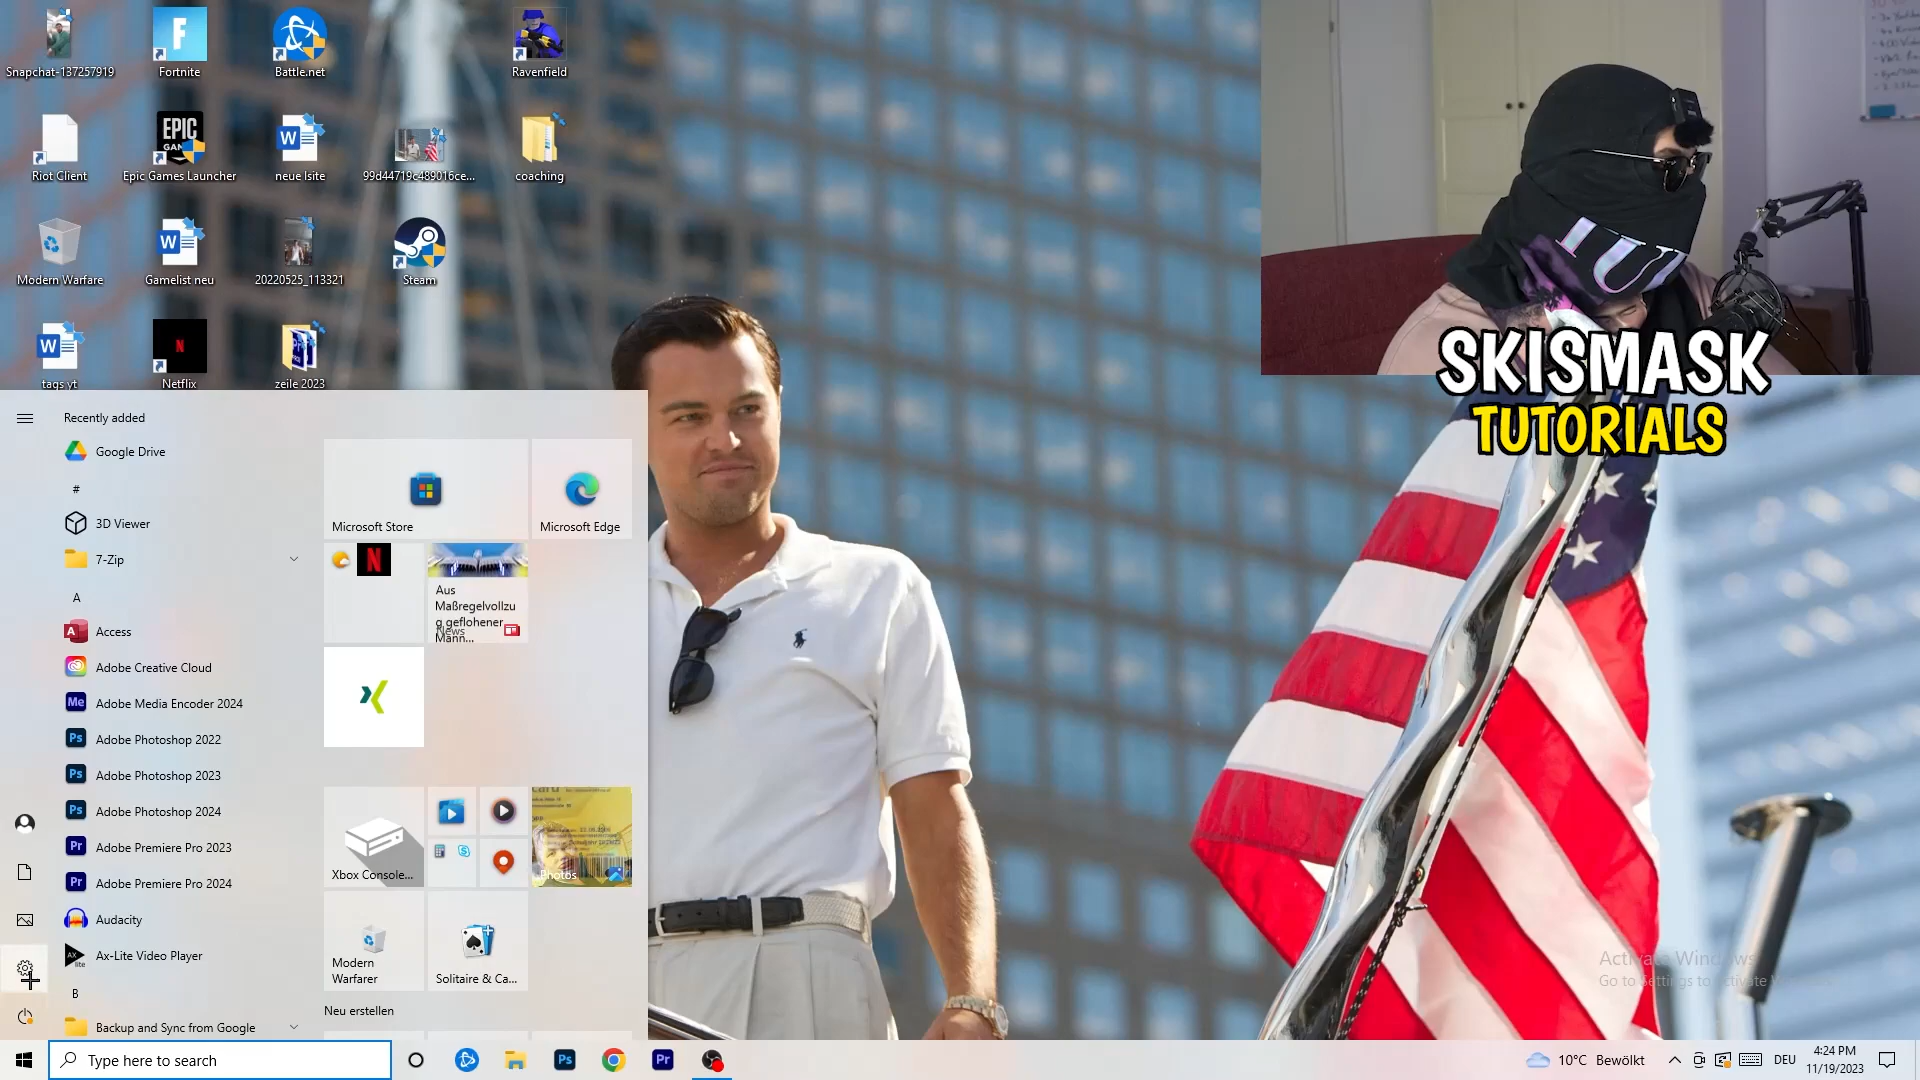 Snapchat-137257919
Fortnite
Battle.net
Ravenfield
Riot Client
EPIC
Epic Games Launcher
neue lsite
99d44719c489016ce...
coaching
Modern Warfare
Gamelist neu
20220525_113321
Steam
taqs yt
Netflix
zeile 2023
SKISMASK
TUTORIALS
Recently added
Google Drive
#
3D Viewer
7-Zip
A
Access
Adobe Creative Cloud
Adobe Media Encoder 2024
Adobe Photoshop 2022
Adobe Photoshop 2023
Adobe Photoshop 2024
Adobe Premiere Pro 2023
Adobe Premiere Pro 2024
Audacity
Ax-Lite Video Player
B
Backup and Sync from Google
Microsoft Store
Microsoft Edge
Aus
Maßregelvollzu
g geflohener
Mann...
News
Xbox Console...
Photos
Modern
Warfarer
Solitaire & Ca...
Neu erstellen
Activate Windows
Go to Settings to activate
Type here to search
10°C Bewölkt
DEU
4:24 PM
11/19/2023